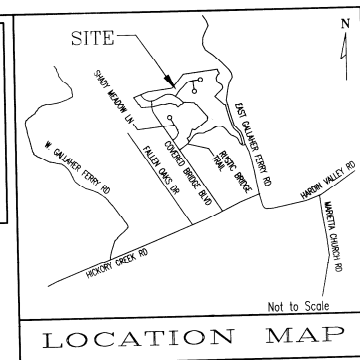 N
SITE
SHADY MEADOW LN
EAST GALLAHER FERRY RD
W. GALLAHER FERRY RD
FALLEN OAKS DR
COVERED BRIDGE BLVD
RUSTIC BRIDGE
TRAIL
HARDIN VALLEY RD
MARIETTA CHURCH RD
HICKORY CREEK RD
Not to Scale
LOCATION MAP